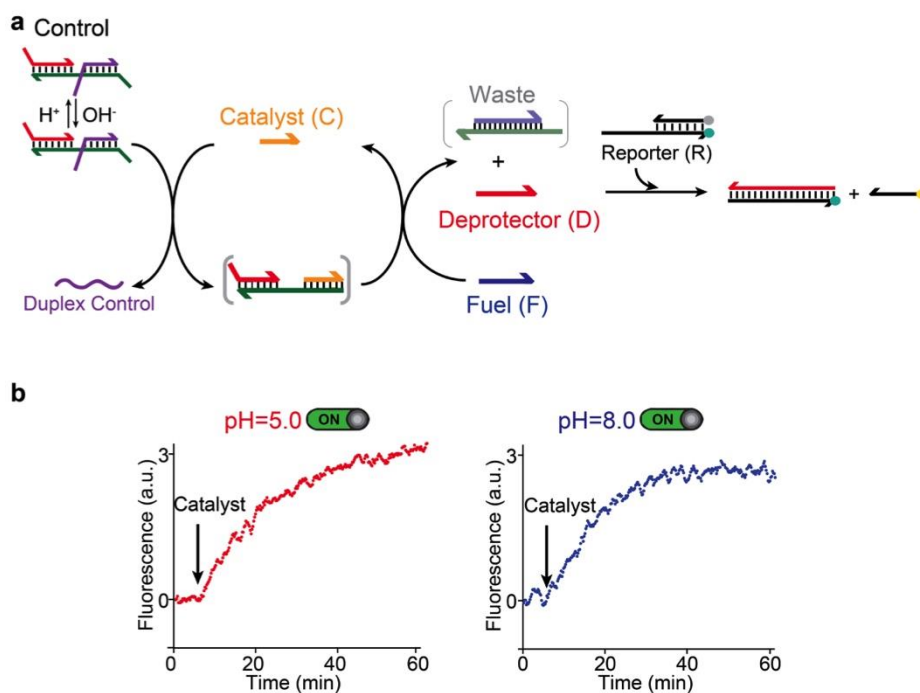 a
Control
H⁺ OH⁻
Catalyst (C)
Duplex Control
Waste
+
Deprotector (D)
Fuel (F)
Reporter (R)
+
b
pH=5.0 ON
Fluorescence (a.u.)
3
0
Catalyst
0 20 40 60
Time (min)
pH=8.0 ON
Fluorescence (a.u.)
3
0
Catalyst
0 20 40 60
Time (min)